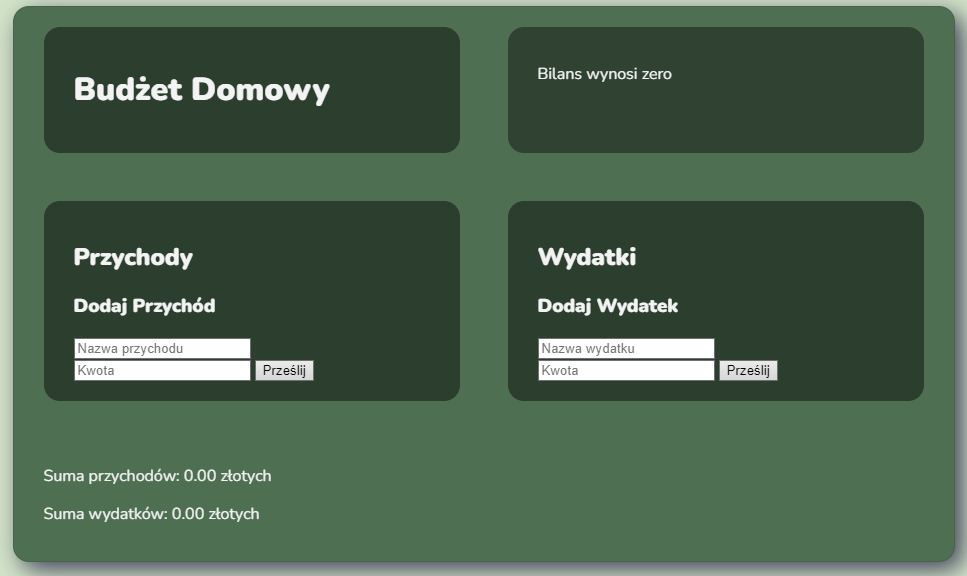 Budżet Domowy
Bilans wynosi zero
Przychody
Dodaj Przychód
Nazwa przychodu
Kwota
Prześlij
Wydatki
Dodaj Wydatek
Nazwa wydatku
Kwota
Prześlij
Suma przychodów: 0.00 złotych
Suma wydatków: 0.00 złotych